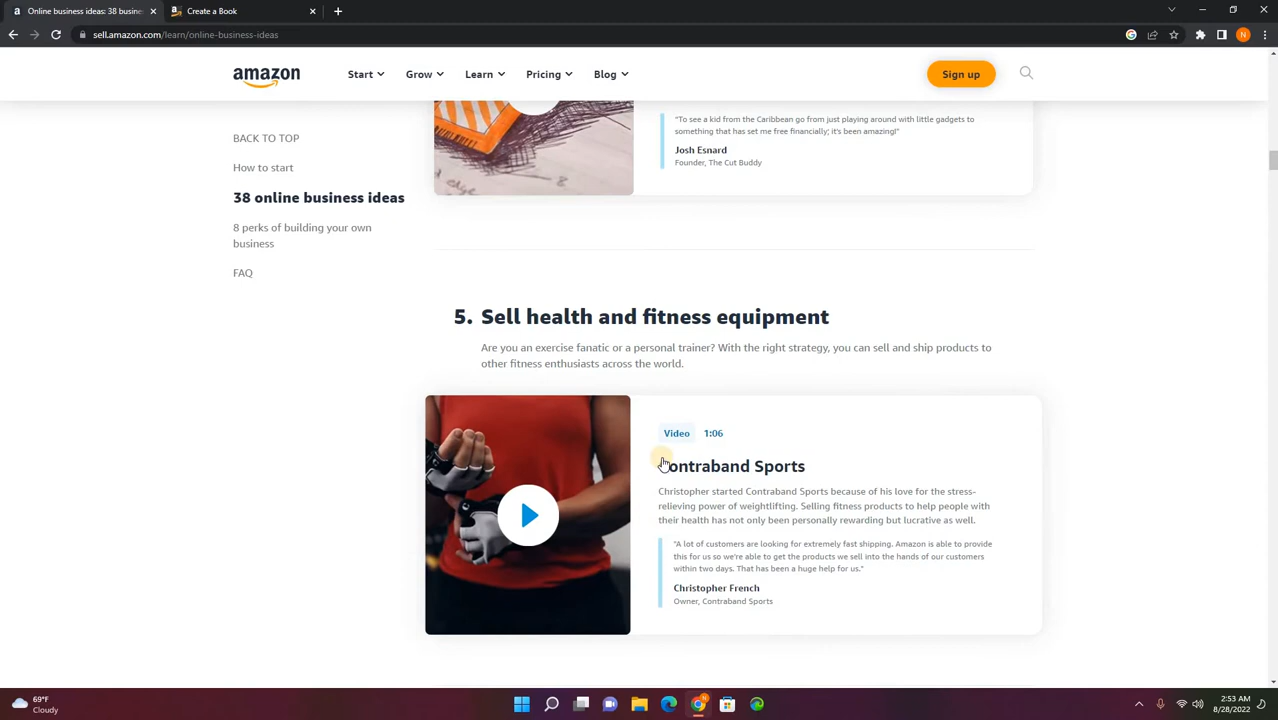 Online business ideas: 38 busin
Create a Book
sell.amazon.com/learn/online-business-ideas
N
amazon
Start
Grow
Learn
Pricing
Blog
Sign up
BACK TO TOP
How to start
38 online business ideas
8 perks of building your own
business
FAQ
"To see a kid from the Caribbean go from just playing around with little gadgets to
something that has set me free financially; it's been amazing!"
Josh Esnard
Founder, The Cut Buddy
5. Sell health and fitness equipment
Are you an exercise fanatic or a personal trainer? With the right strategy, you can sell and ship products to
other fitness enthusiasts across the world.
Video 1:06
Contraband Sports
Christopher started Contraband Sports because of his love for the stress-
relieving power of weightlifting. Selling fitness products to help people with
their health has not only been personally rewarding but lucrative as well.
"A lot of customers are looking for extremely fast shipping. Amazon is able to provide
this for us so we're able to get the products we sell into the hands of our customers
within two days. That has been a huge help for us."
Christopher French
Owner, Contraband Sports
69°F
Cloudy
2:53 AM
8/28/2022